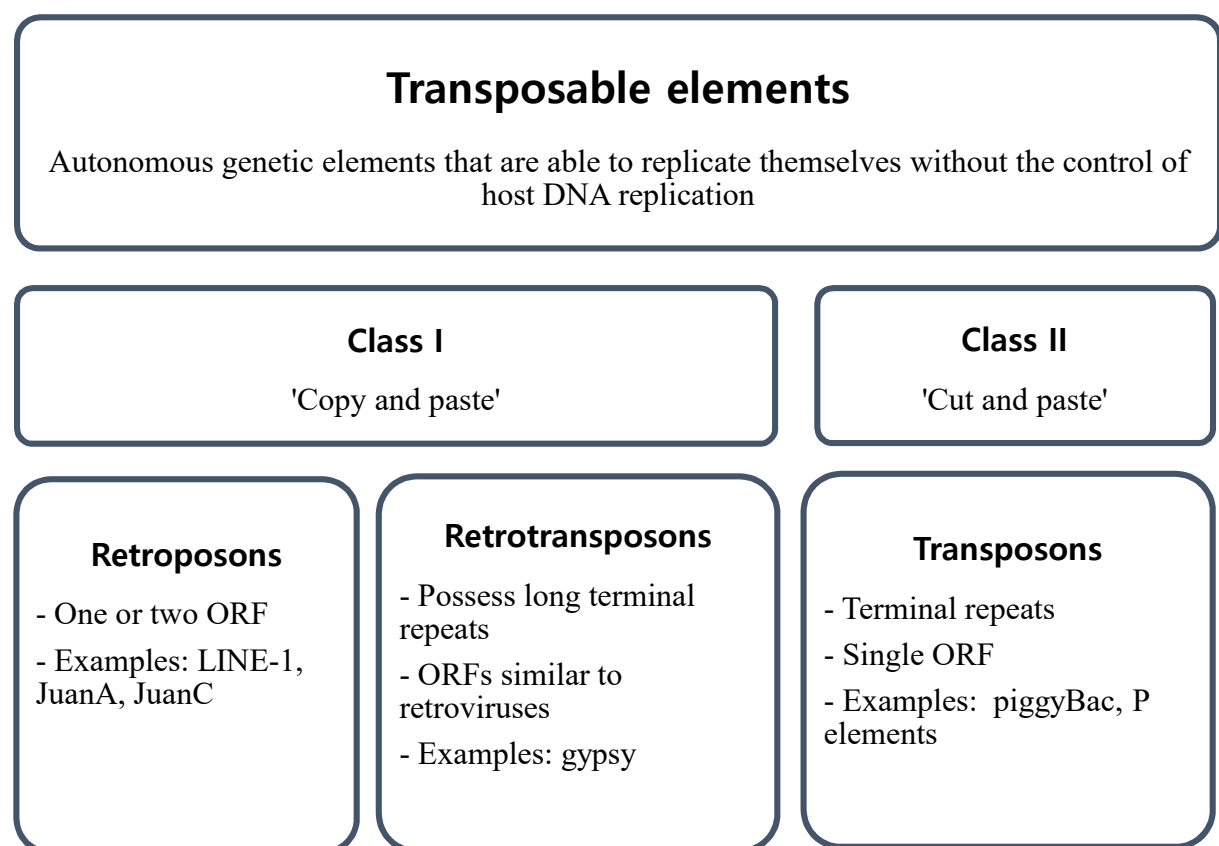 Transposable elements
Autonomous genetic elements that are able to replicate themselves without the control of
host DNA replication
Class I
'Copy and paste'
Class II
'Cut and paste'
Retroposons
- One or two ORF
- Examples: LINE-1,
JuanA, JuanC
Retrotransposons
- Possess long terminal
repeats
- ORFs similar to
retroviruses
- Examples: gypsy
Transposons
- Terminal repeats
- Single ORF
- Examples:  piggyBac, P
elements